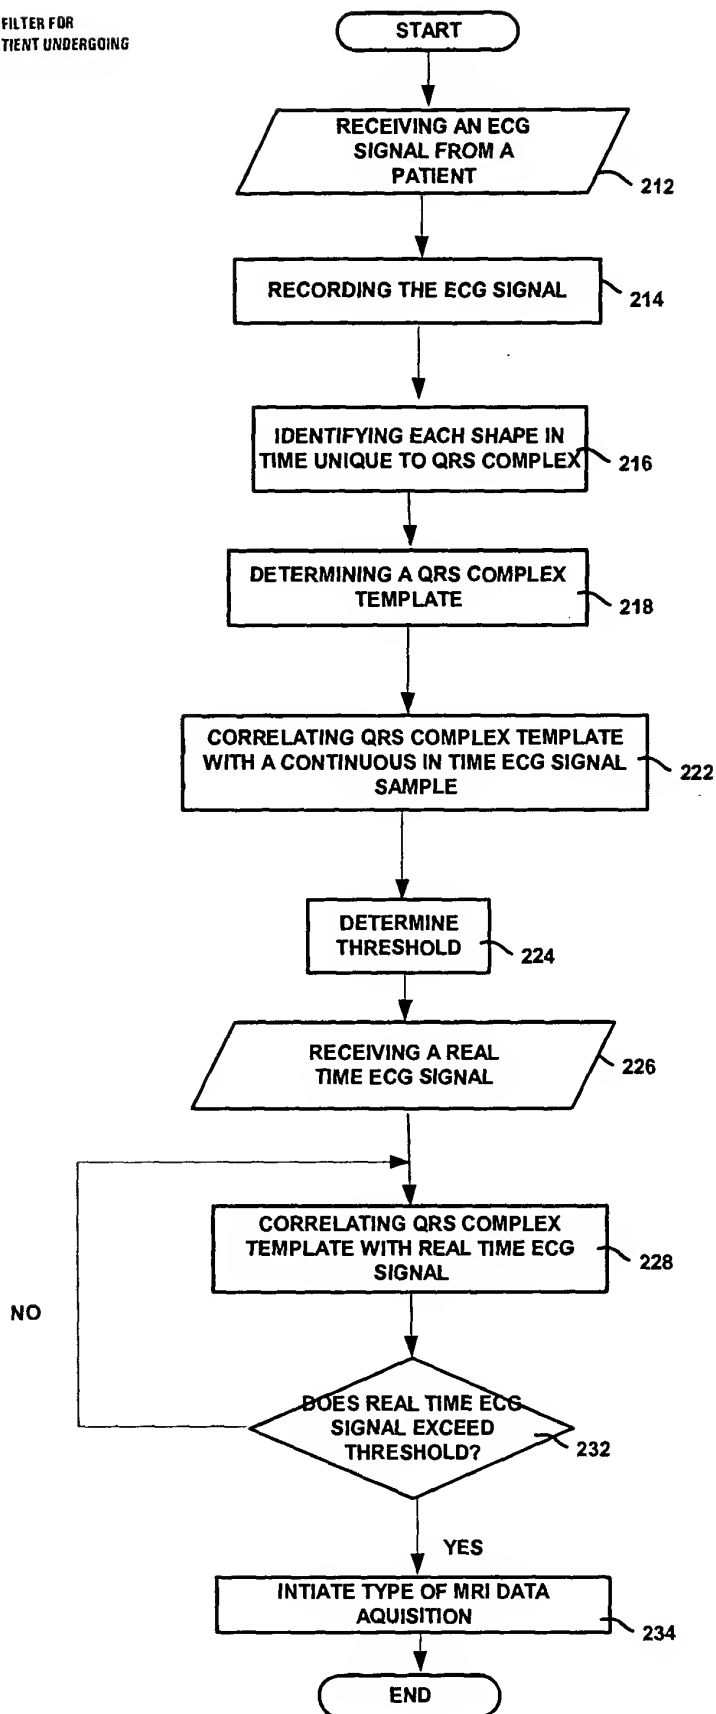 FILTER FOR
TIENT UNDERGOING
START
RECEIVING AN ECG
SIGNAL FROM A
PATIENT
212
RECORDING THE ECG SIGNAL
214
IDENTIFYING EACH SHAPE IN
TIME UNIQUE TO QRS COMPLEX
216
DETERMINING A QRS COMPLEX
TEMPLATE
218
CORRELATING QRS COMPLEX TEMPLATE
WITH A CONTINUOUS IN TIME ECG SIGNAL
SAMPLE
222
DETERMINE
THRESHOLD
224
RECEIVING A REAL
TIME ECG SIGNAL
226
CORRELATING QRS COMPLEX
TEMPLATE WITH REAL TIME ECG
SIGNAL
228
NO
DOES REAL TIME ECG
SIGNAL EXCEED
THRESHOLD?
232
YES
INTIATE TYPE OF MRI DATA
AQUISITION
234
END